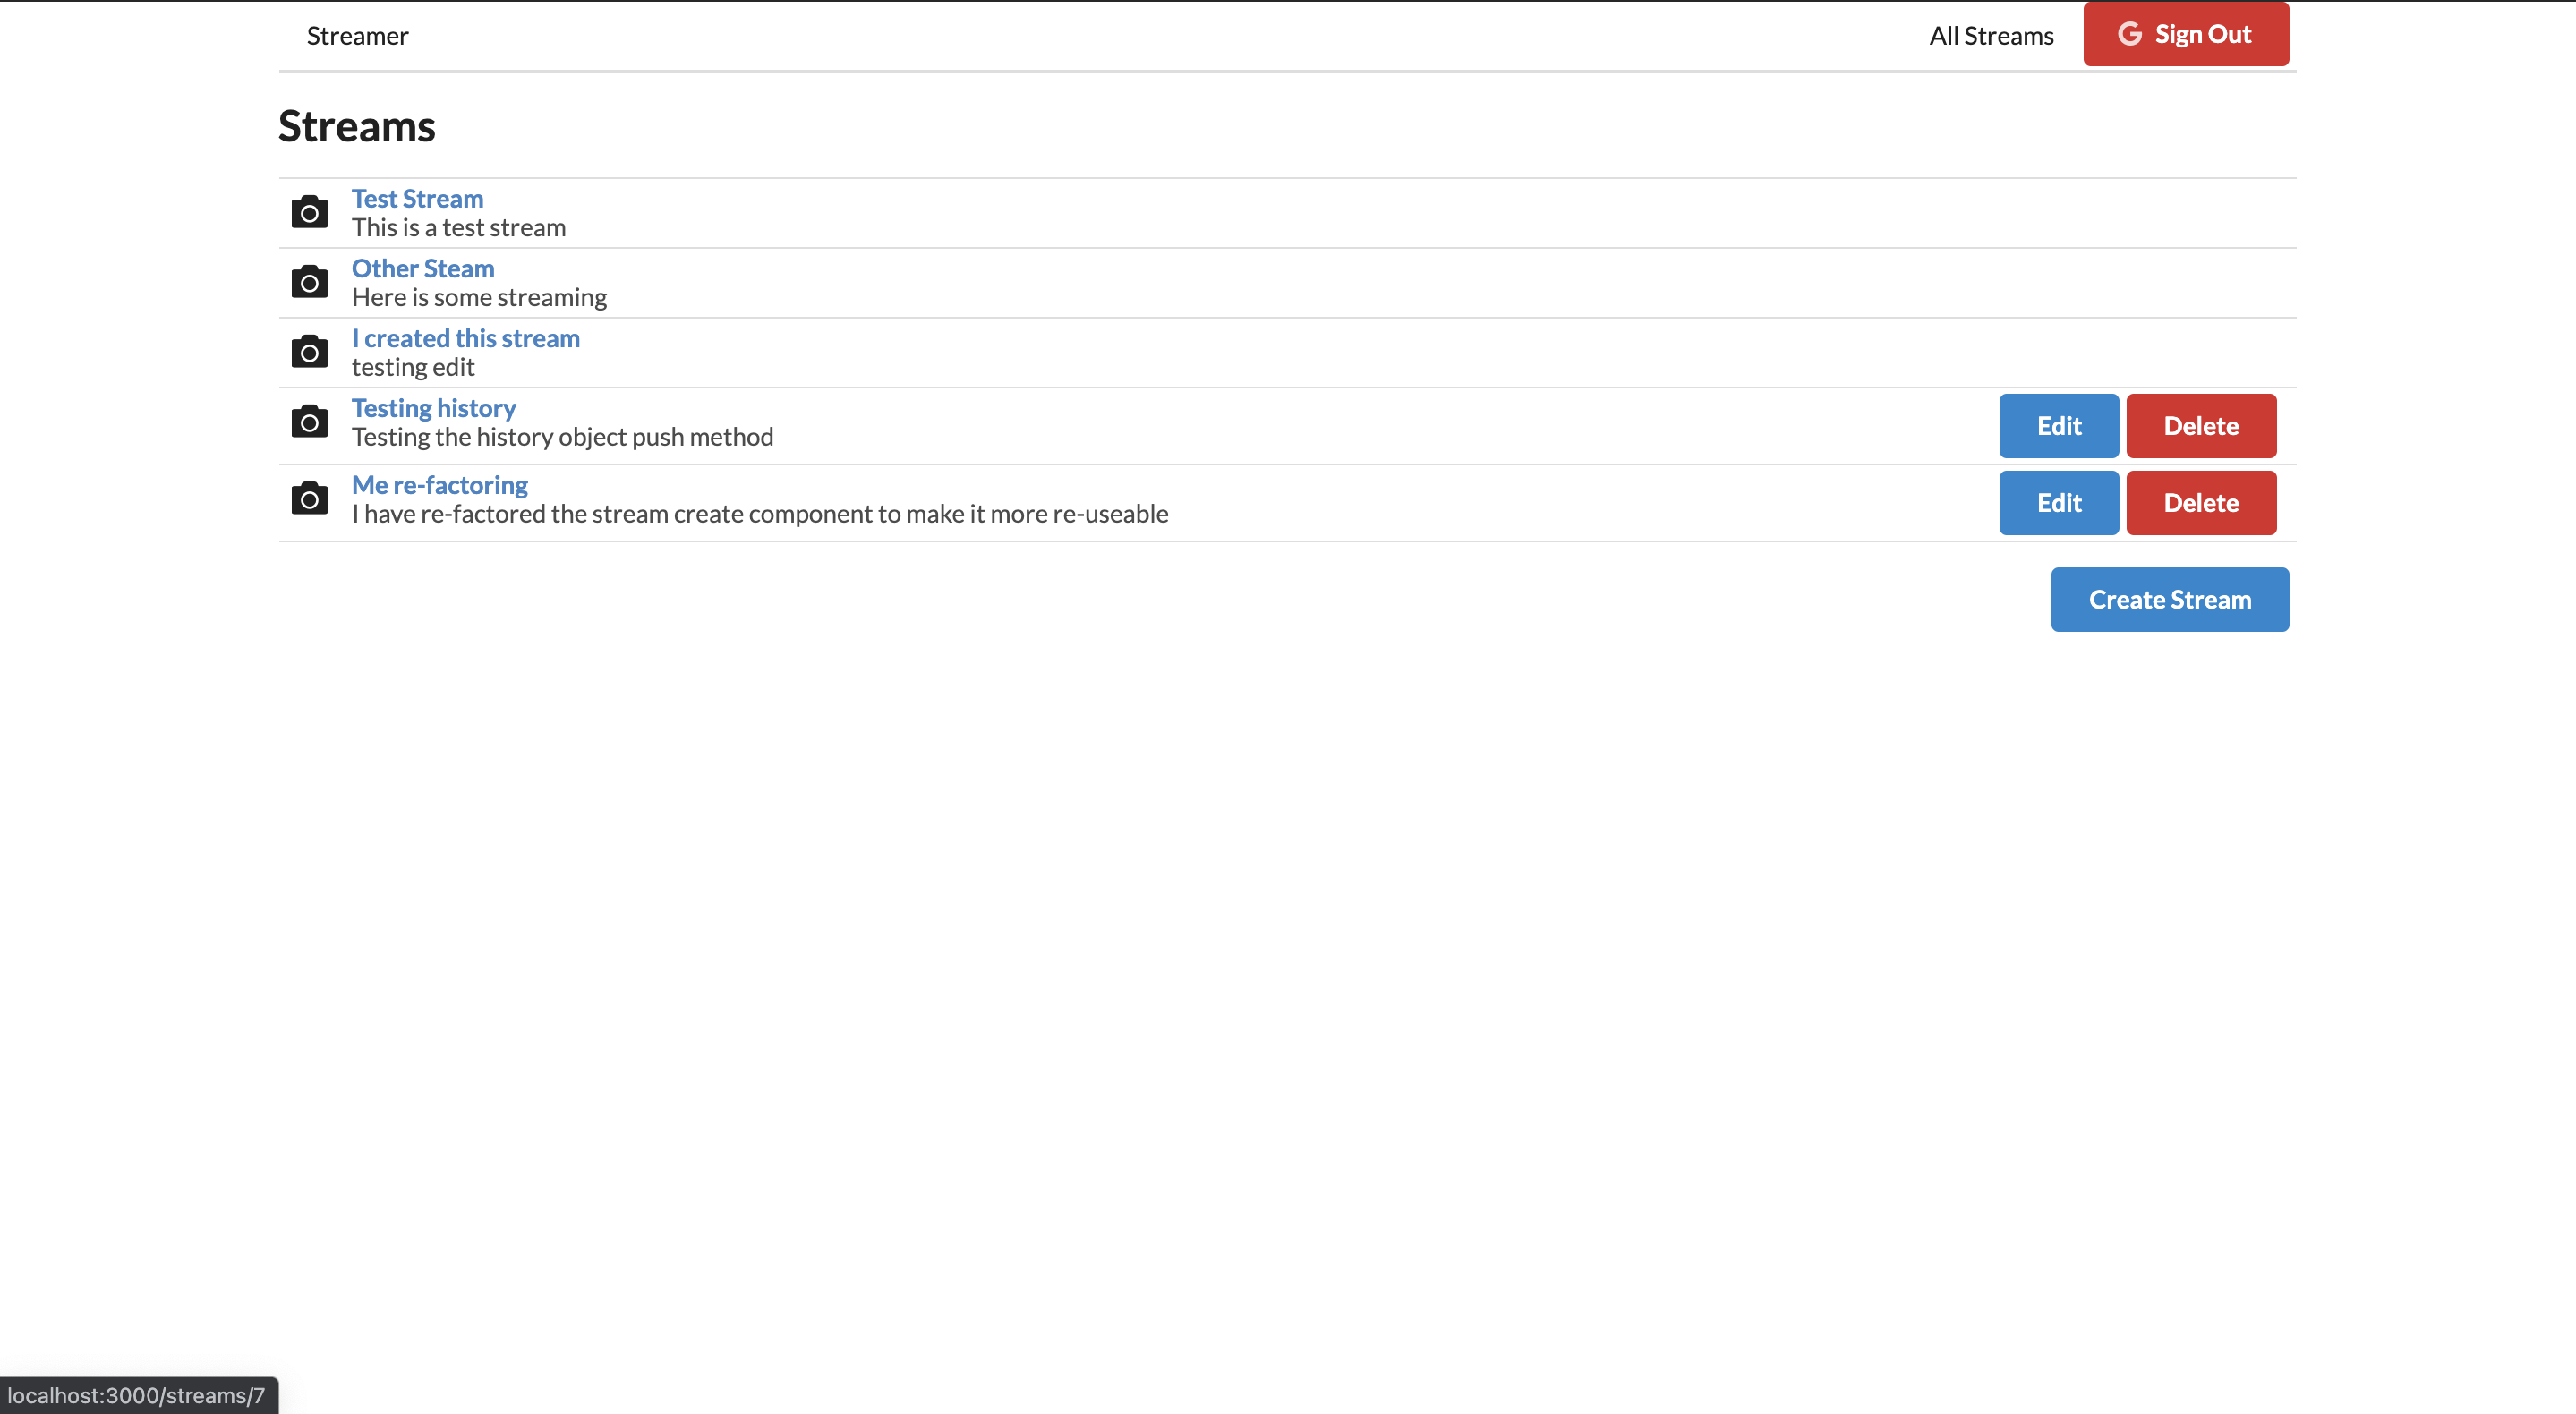 Streamer
All Streams
Sign Out
Streams
Test Stream
This is a test stream
Other Steam
Here is some streaming
I created this stream
testing edit
Testing history
Testing the history object push method
Edit
Delete
Me re-factoring
I have re-factored the stream create component to make it more re-useable
Edit
Delete
Create Stream
localhost:3000/streams/7